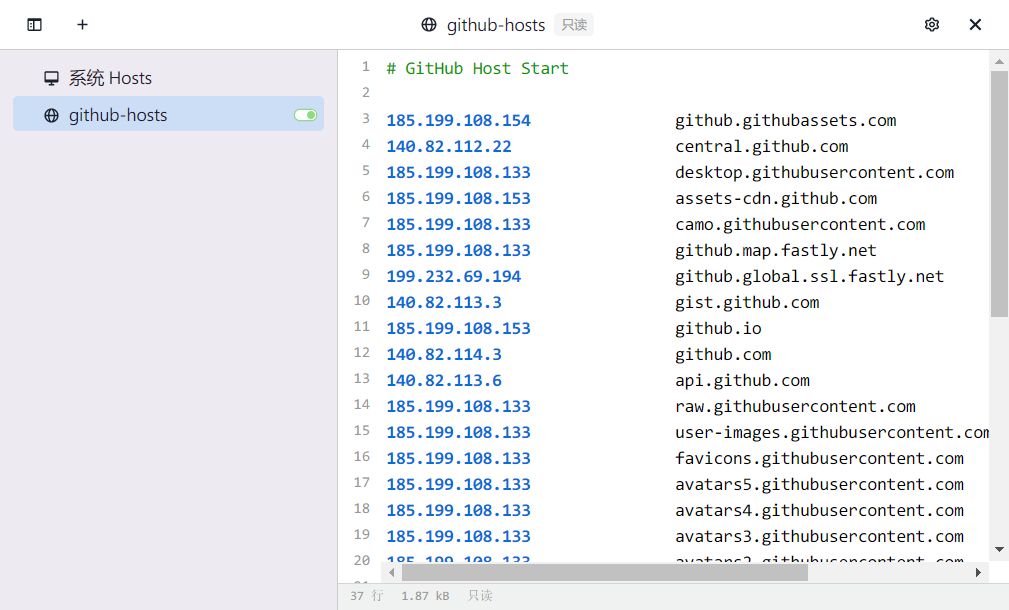 github-hosts 只读
系统 Hosts
github-hosts
1 # GitHub Host Start
2
3 185.199.108.154 github.githubassets.com
4 140.82.112.22 central.github.com
5 185.199.108.133 desktop.githubusercontent.com
6 185.199.108.153 assets-cdn.github.com
7 185.199.108.133 camo.githubusercontent.com
8 185.199.108.133 github.map.fastly.net
9 199.232.69.194 github.global.ssl.fastly.net
10 140.82.113.3 gist.github.com
11 185.199.108.153 github.io
12 140.82.114.3 github.com
13 140.82.113.6 api.github.com
14 185.199.108.133 raw.githubusercontent.com
15 185.199.108.133 user-images.githubusercontent.com
16 185.199.108.133 favicons.githubusercontent.com
17 185.199.108.133 avatars5.githubusercontent.com
18 185.199.108.133 avatars4.githubusercontent.com
19 185.199.108.133 avatars3.githubusercontent.com
20 185.199.108.133 avatars2.githubusercontent.com
37 行 1.87 kB 只读